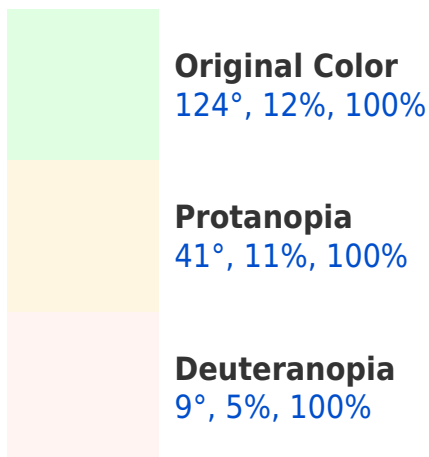 Original Color
124°, 12%, 100%
Protanopia
41°, 11%, 100%
Deuteranopia
9°, 5%, 100%